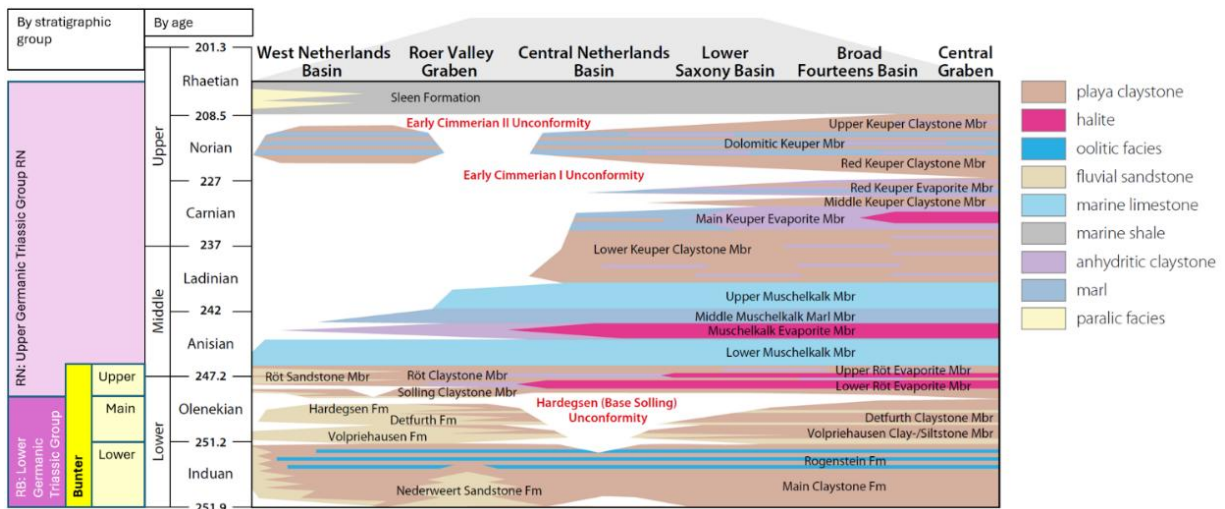 By stratigraphic
group
By age
201.3
Rhaetian
208.5
Norian
227
Carnian
237
Ladinian
242
Anisian
247.2
Olenekian
251.2
Induan
251.9
Upper
Middle
Lower
RN: Upper Germanic Triassic Group RN
RB: Lower
Germanic
Triassic Group
Bunter
Upper
Main
Lower
West Netherlands
Basin
Roer Valley
Graben
Central Netherlands
Basin
Lower
Saxony Basin
Broad
Fourteens Basin
Central
Graben
Sleen Formation
Early Cimmerian II Unconformity
Upper Keuper Claystone Mbr
Dolomitic Keuper Mbr
Red Keuper Claystone Mbr
Early Cimmerian I Unconformity
Red Keuper Evaporite Mbr
Middle Keuper Claystone Mbr
Main Keuper Evaporite Mbr
Lower Keuper Claystone Mbr
Upper Muschelkalk Mbr
Middle Muschelkalk Marl Mbr
Muschelkalk Evaporite Mbr
Lower Muschelkalk Mbr
Röt Sandstone Mbr
Röt Claystone Mbr
Upper Röt Evaporite Mbr
Lower Röt Evaporite Mbr
Solling Claystone Mbr
Hardegsen Fm
Hardegsen (Base Solling)
Unconformity
Detfurth Fm
Detfurth Claystone Mbr
Volpriehausen Fm
Volpriehausen Clay-/Siltstone Mbr
Rogenstein Fm
Nederweert Sandstone Fm
Main Claystone Fm
playa claystone
halite
oolitic facies
fluvial sandstone
marine limestone
marine shale
anhydritic claystone
marl
paralic facies